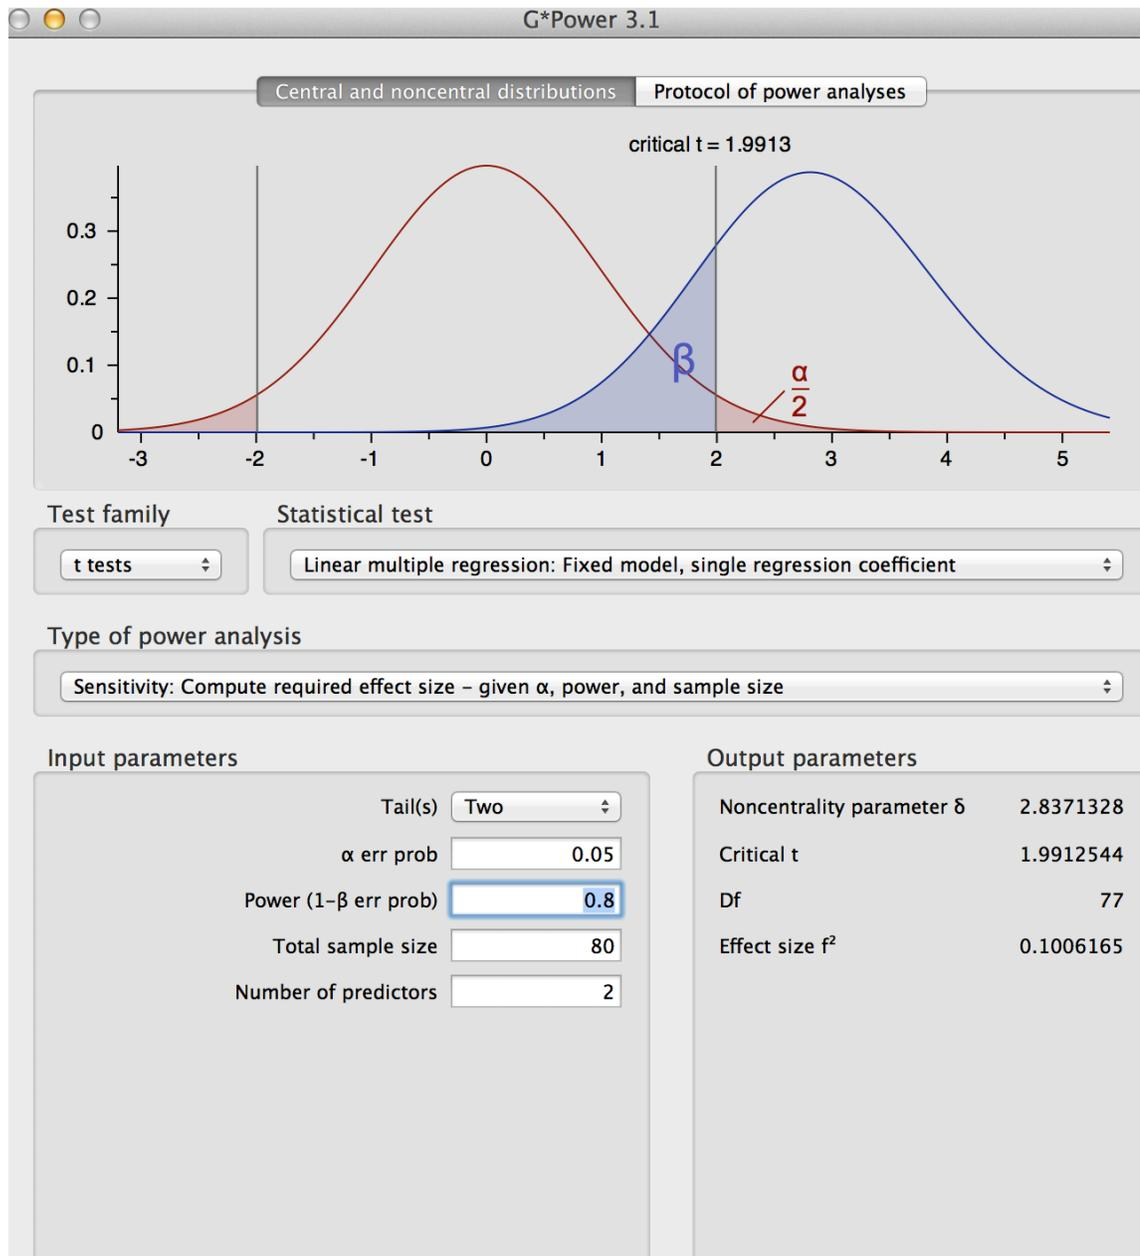 G*Power 3.1
Central and noncentral distributions Protocol of power analyses
critical t = 1.9913
0.3
0.2
0.1
0
β
α
2
-3 -2 -1 0 1 2 3 4 5
Test family Statistical test
t tests Linear multiple regression: Fixed model, single regression coefficient
Type of power analysis
Sensitivity: Compute required effect size – given α, power, and sample size
Input parameters Output parameters
Tail(s) Two Noncentrality parameter δ 2.8371328
α err prob 0.05 Critical t 1.9912544
Power (1-β err prob) 0.8 Df 77
Total sample size 80 Effect size f² 0.1006165
Number of predictors 2